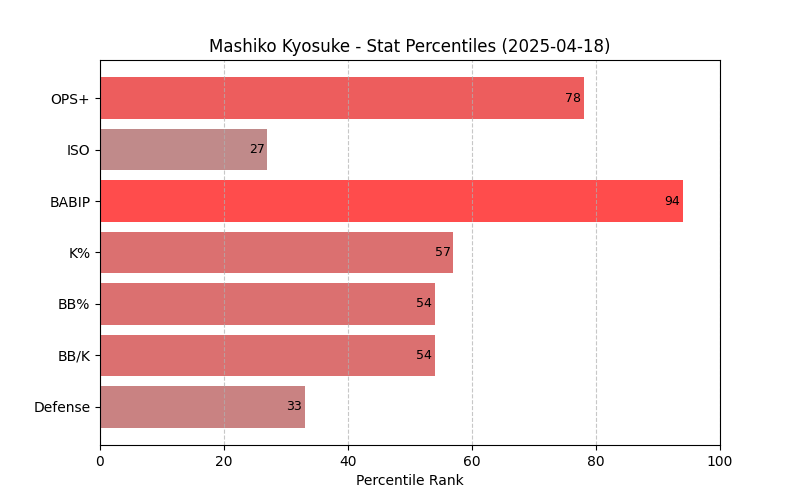 Mashiko Kyosuke - Stat Percentiles (2025-04-18)
OPS+ 78
ISO 27
BABIP 94
K% 57
BB% 54
BB/K 54
Defense 33
0 20 40 60 80 100
Percentile Rank